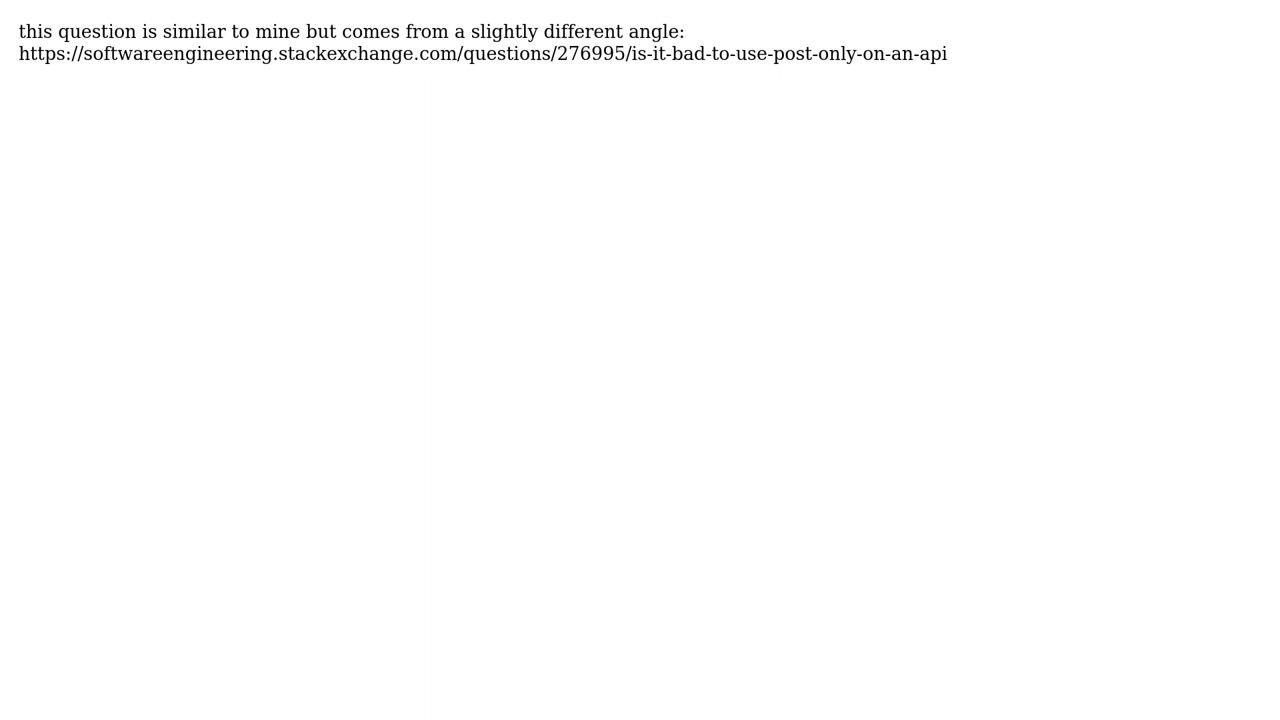 this question is similar to mine but comes from a slightly different angle:
https://softwareengineering.stackexchange.com/questions/276995/is-it-bad-to-use-post-only-on-an-api